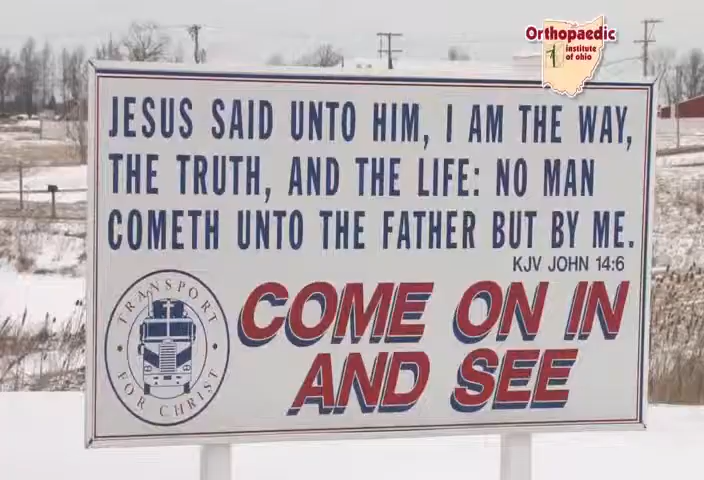 Orthopaedic
institute
of ohio
JESUS SAID UNTO HIM, I AM THE WAY,
THE TRUTH, AND THE LIFE: NO MAN
COMETH UNTO THE FATHER BUT BY ME.
KJV JOHN 14:6
TRANSPORT
FOR CHRIST
COME ON IN
AND SEE